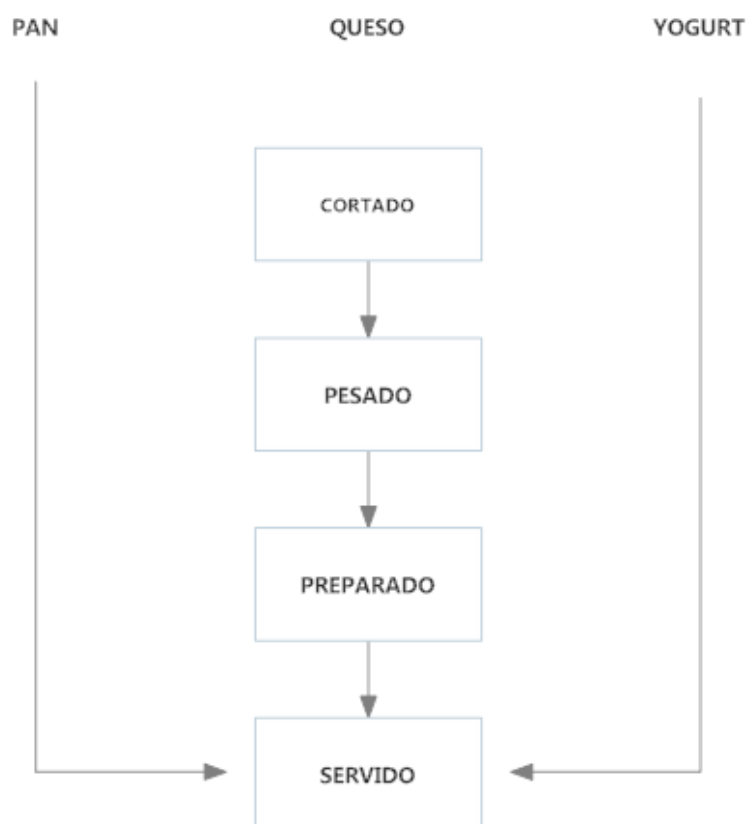 PAN QUESO YOGURT
CORTADO
PESADO
PREPARADO
SERVIDO